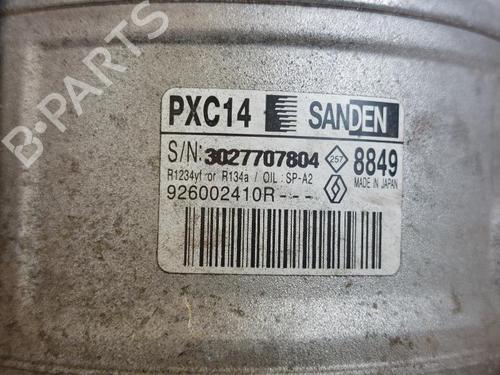 PXC14 SANDEN
S/N: 3027707804 257 8849
R1234yf or R134a / OIL : SP-A2 MADE IN JAPAN
926002410R---
B-PARTS